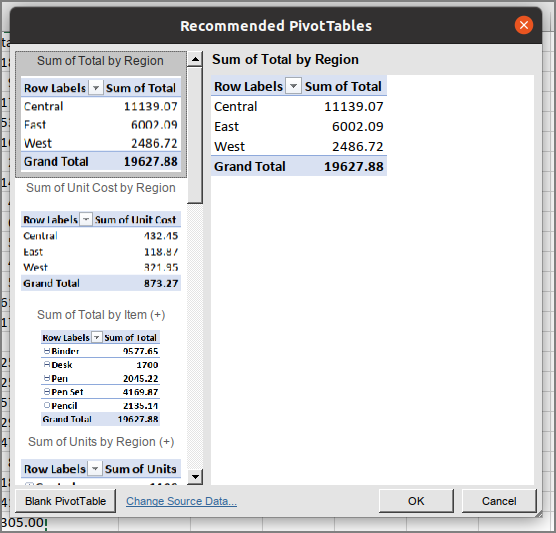 Recommended PivotTables
Sum of Total by Region
Row Labels Sum of Total
Central 11139.07
East 6002.09
West 2486.72
Grand Total 19627.88
Sum of Unit Cost by Region
Row Labels Sum of Unit Cost
Central 432.45
East 118.87
West 321.95
Grand Total 873.27
Sum of Total by Item (+)
Row Labels Sum of Total
Binder 9577.65
Desk 1700
Pen 2045.22
Pen Set 4169.87
Pencil 2135.14
Grand Total 19627.88
Sum of Units by Region (+)
Row Labels Sum of Units
Sum of Total by Region
Row Labels Sum of Total
Central 11139.07
East 6002.09
West 2486.72
Grand Total 19627.88
Blank PivotTable Change Source Data... OK Cancel
305.00